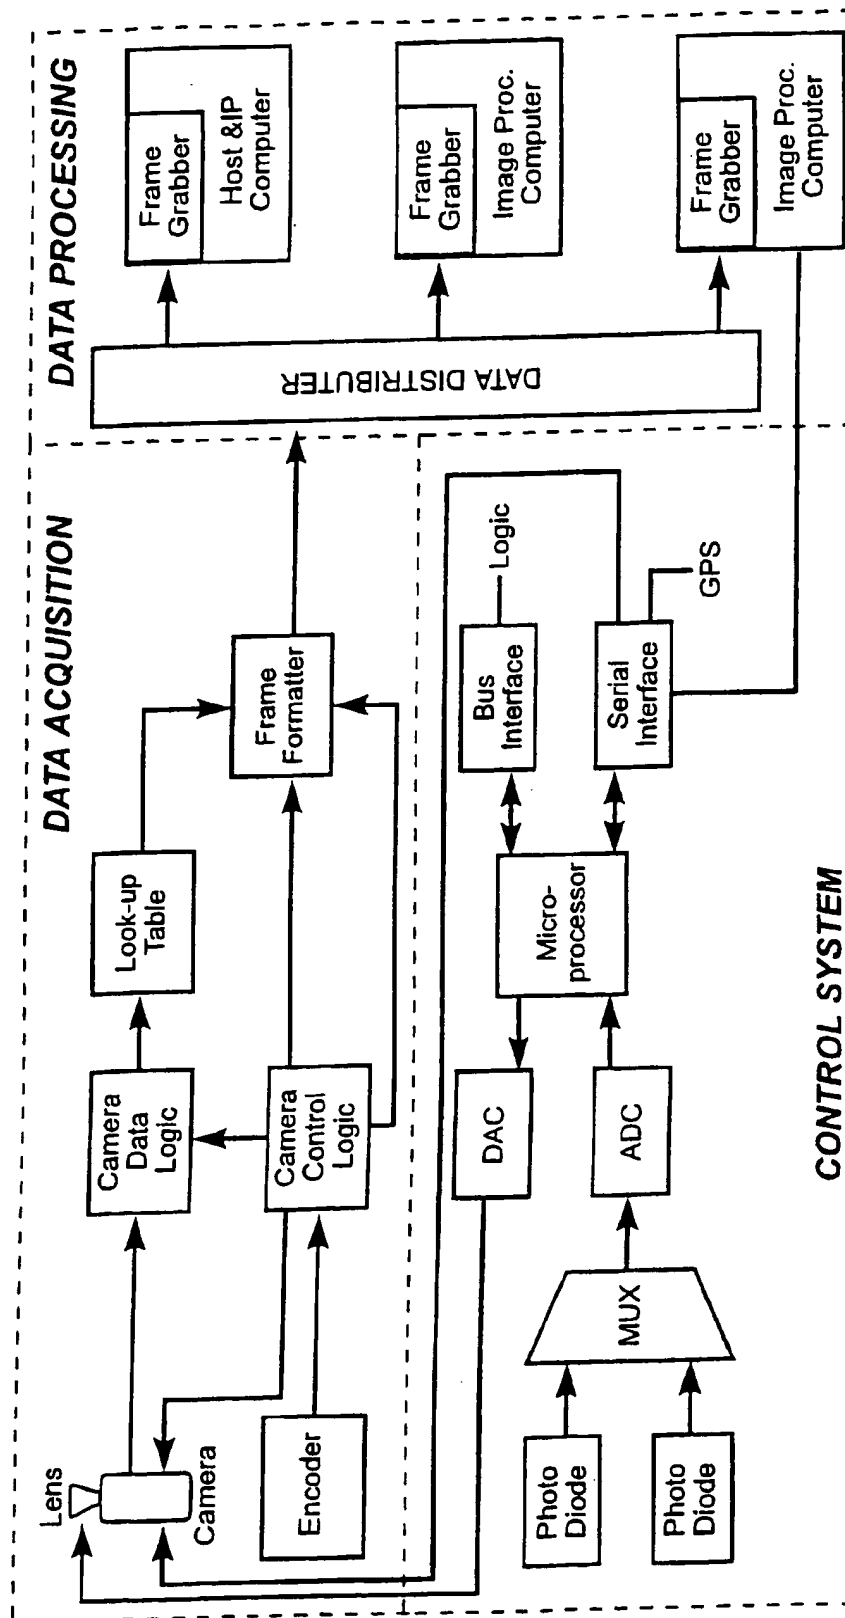 DATA ACQUISITION
DATA PROCESSING
Lens
Camera
Encoder
Camera
Data
Logic
Camera
Control
Logic
Look-up
Table
Frame
Formatter
DATA DISTRIBUTER
Frame
Grabber
Host &IP
Computer
Frame
Grabber
Image Proc.
Computer
Frame
Grabber
Image Proc.
Computer
Photo
Diode
Photo
Diode
MUX
DAC
ADC
Micro-
processor
Bus
Interface
Logic
Serial
Interface
GPS
CONTROL SYSTEM